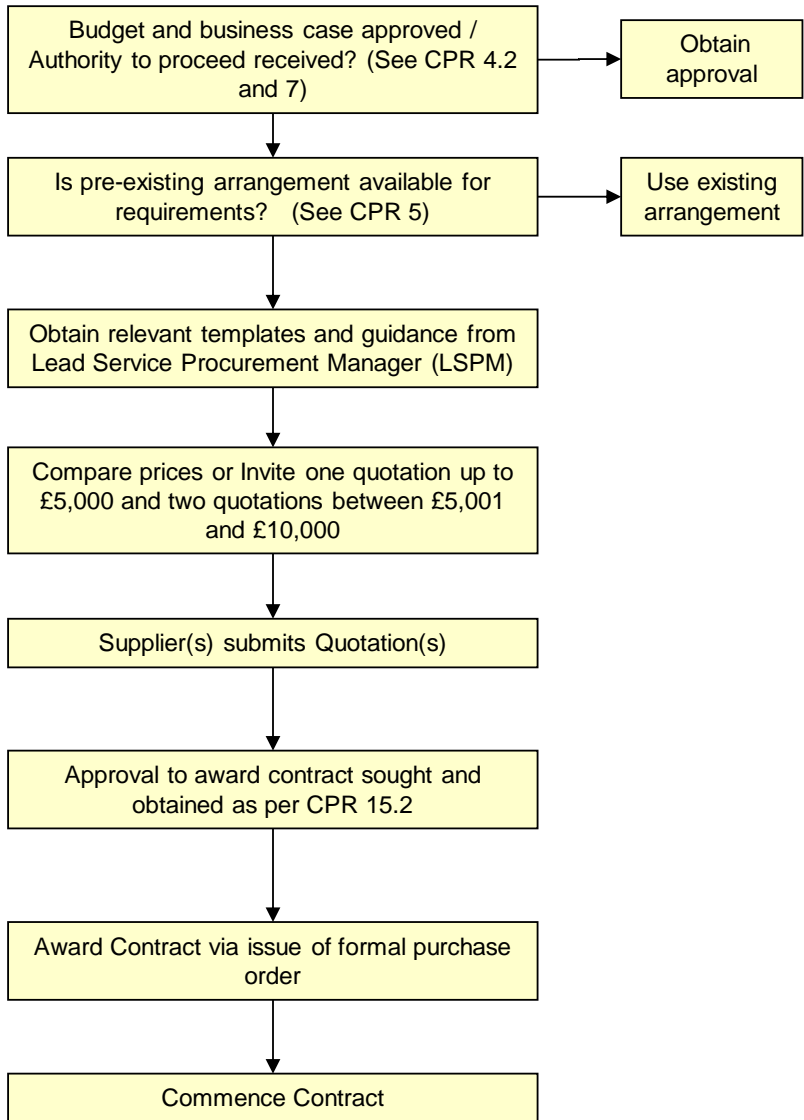 Budget and business case approved /
Authority to proceed received? (See CPR 4.2
and 7)
Obtain
approval
Is pre-existing arrangement available for
requirements? (See CPR 5)
Use existing
arrangement
Obtain relevant templates and guidance from
Lead Service Procurement Manager (LSPM)
Compare prices or Invite one quotation up to
£5,000 and two quotations between £5,001
and £10,000
Supplier(s) submits Quotation(s)
Approval to award contract sought and
obtained as per CPR 15.2
Award Contract via issue of formal purchase
order
Commence Contract